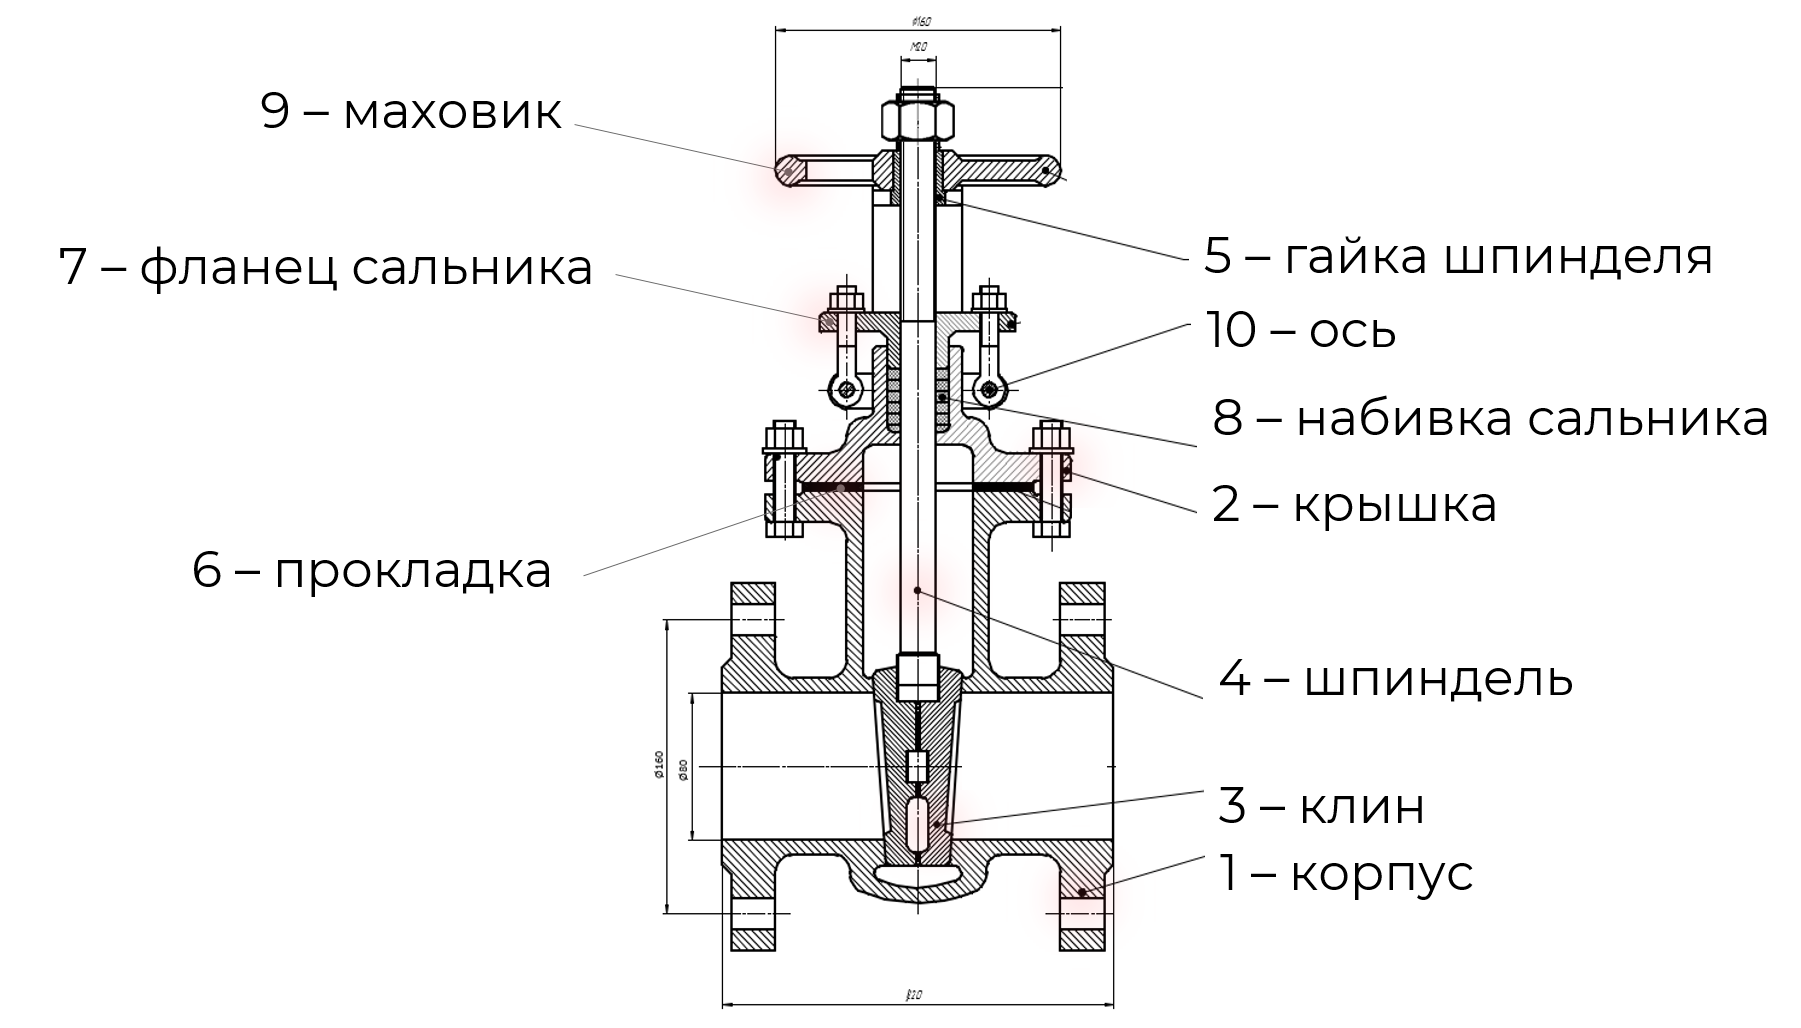 Ø160
M20
9 – маховик
7 – фланец сальника
5 – гайка шпинделя
10 – ось
8 – набивка сальника
2 – крышка
6 – прокладка
4 – шпиндель
Ø160
Ø80
3 – клин
1 – корпус